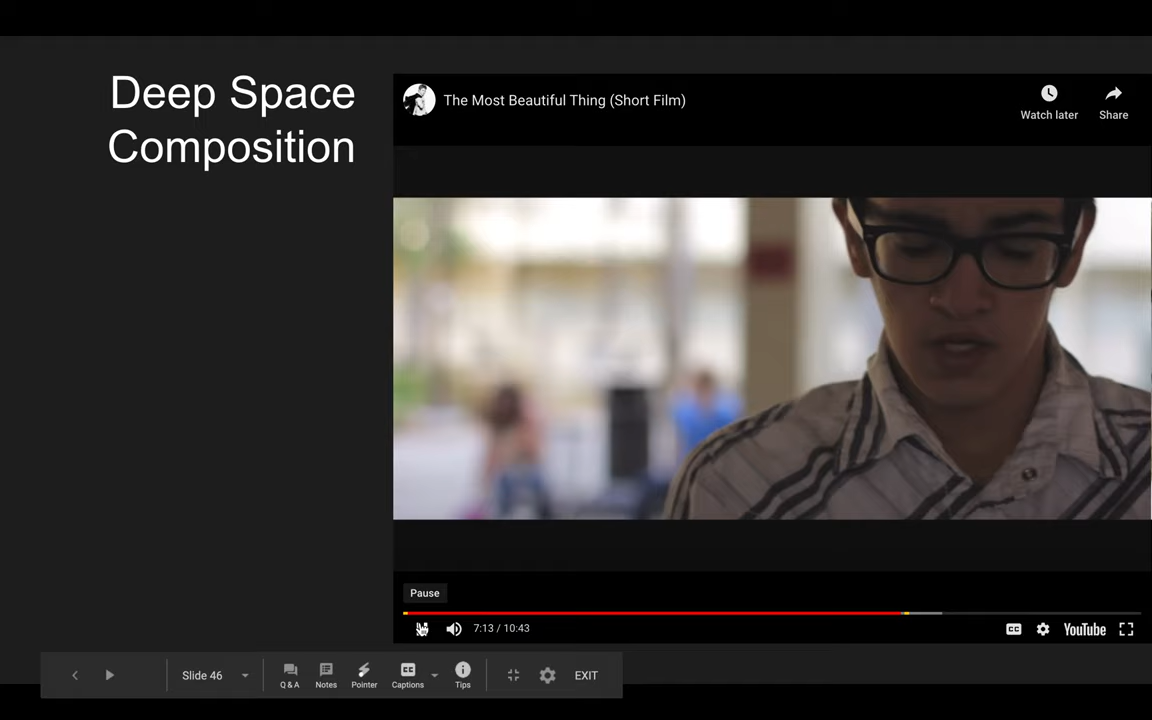 Deep Space
Composition
The Most Beautiful Thing (Short Film)
Watch later
Share
Pause
7:13 / 10:43
CC
YouTube
Slide 46
Q & A
Notes
Pointer
Captions
Tips
EXIT